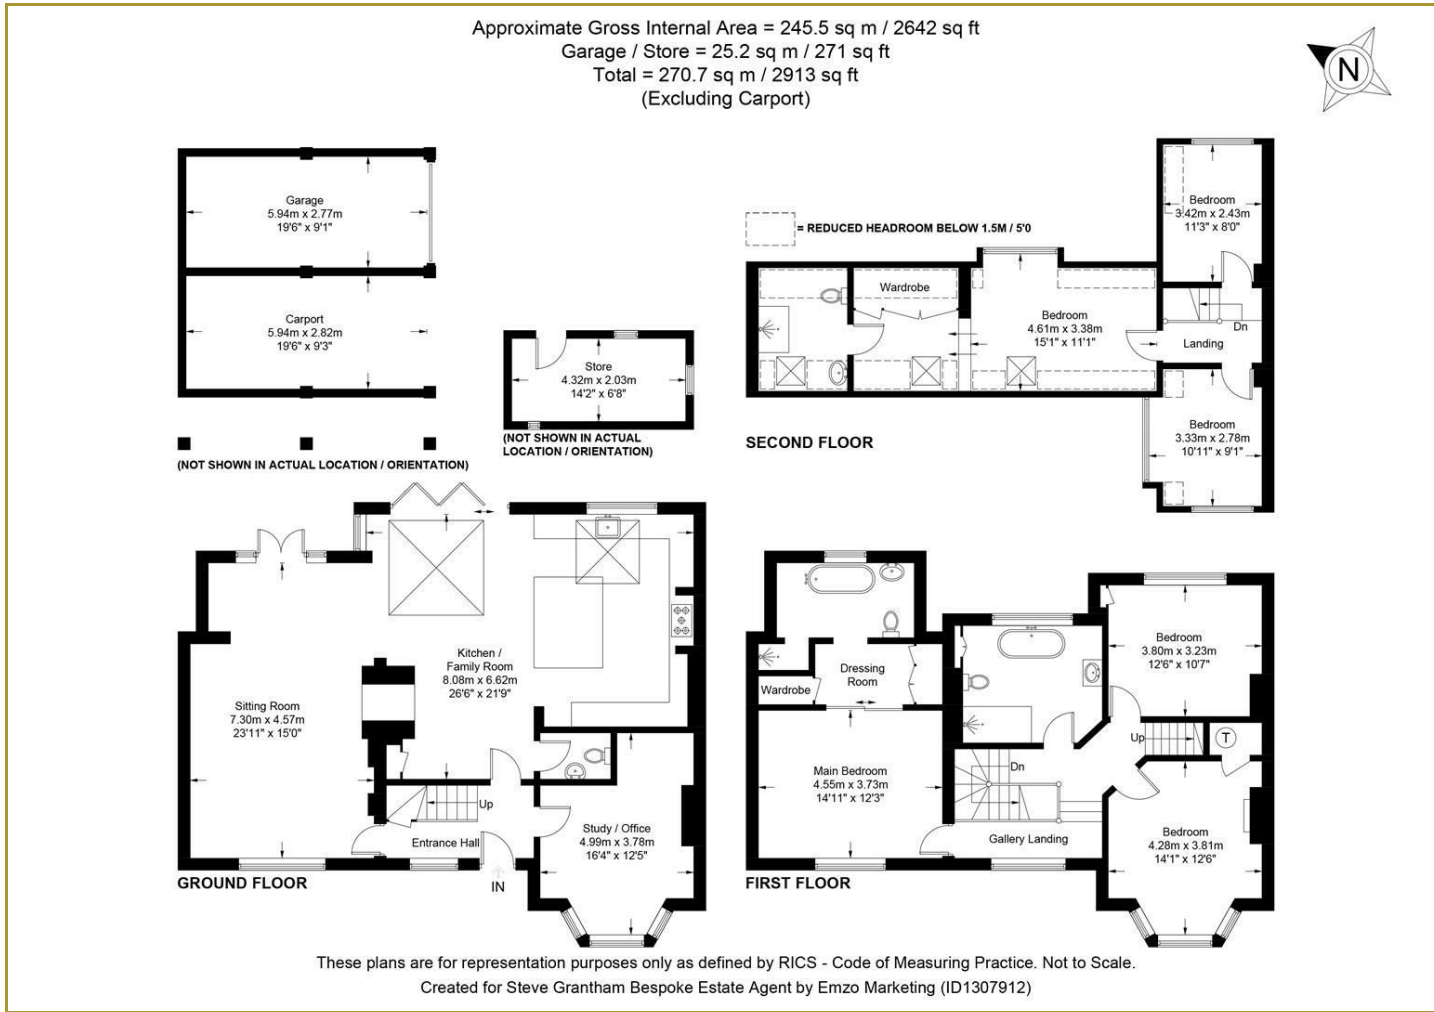 Approximate Gross Internal Area = 245.5 sq m / 2642 sq ft
Garage / Store = 25.2 sq m / 271 sq ft
Total = 270.7 sq m / 2913 sq ft
(Excluding Carport)
N
Garage
5.94m x 2.77m
19'6" x 9'1"
Carport
5.94m x 2.82m
19'6" x 9'3"
(NOT SHOWN IN ACTUAL LOCATION / ORIENTATION)
Store
4.32m x 2.03m
14'2" x 6'8"
(NOT SHOWN IN ACTUAL
LOCATION / ORIENTATION)
= REDUCED HEADROOM BELOW 1.5M / 5'0
Wardrobe
Bedroom
4.61m x 3.38m
15'1" x 11'1"
Bedroom
3.42m x 2.43m
11'3" x 8'0"
Dn
Landing
Bedroom
3.33m x 2.78m
10'11" x 9'1"
SECOND FLOOR
Kitchen /
Family Room
8.08m x 6.62m
26'6" x 21'9"
Sitting Room
7.30m x 4.57m
23'11" x 15'0"
Up
Entrance Hall
Study / Office
4.99m x 3.78m
16'4" x 12'5"
IN
GROUND FLOOR
Dressing
Room
Wardrobe
Main Bedroom
4.55m x 3.73m
14'11" x 12'3"
Bedroom
3.80m x 3.23m
12'6" x 10'7"
Up
T
Dn
Gallery Landing
Bedroom
4.28m x 3.81m
14'1" x 12'6"
FIRST FLOOR
These plans are for representation purposes only as defined by RICS - Code of Measuring Practice. Not to Scale.
Created for Steve Grantham Bespoke Estate Agent by Emzo Marketing (ID1307912)